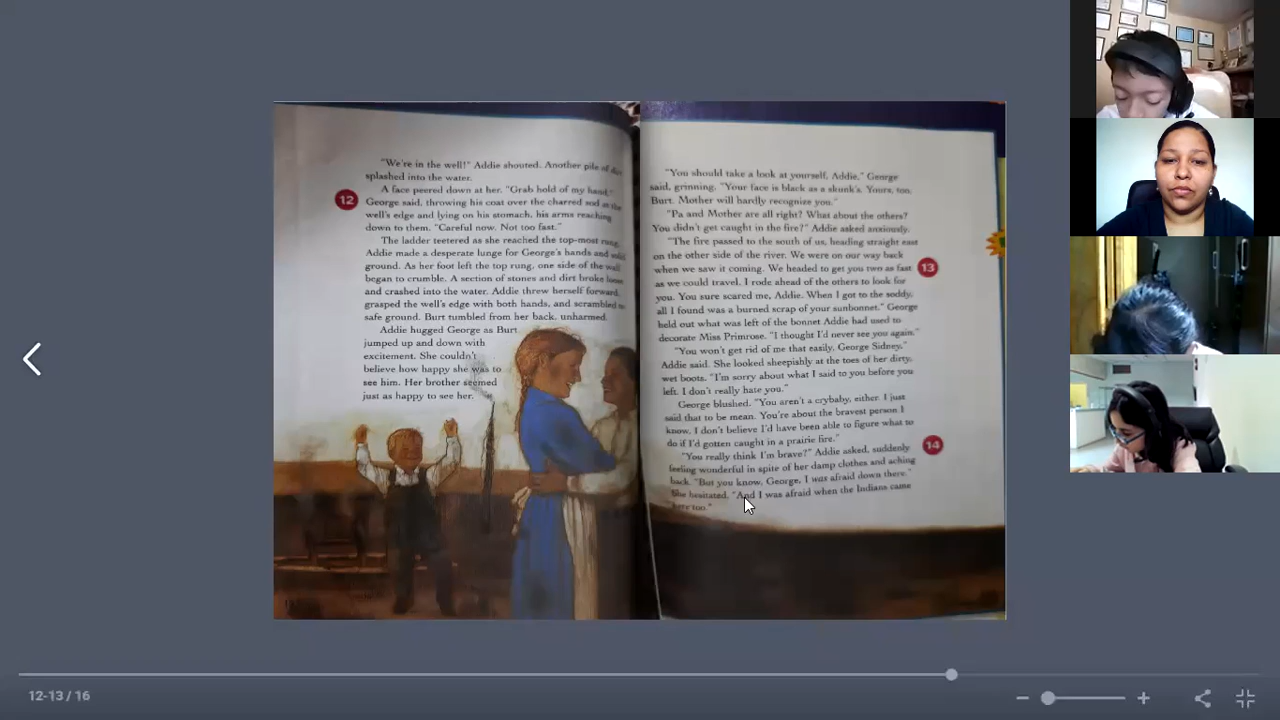 "We're in the well!" Addie shouted. Another pile of dirt
splashed into the water.
12
A face peered down at her. "Grab hold of my hand,"
George said, throwing his coat over the charred sod at the
well's edge and lying on his stomach, his arms reaching
down to them. "Careful now. Not too fast."
The ladder teetered as she reached the top-most rung.
Addie made a desperate lunge for George's hands and solid
ground. As her foot left the top rung, one side of the wall
began to crumble. A section of stones and dirt broke loose
and crashed into the water. Addie threw herself forward,
grasped the well's edge with both hands, and scrambled to
safe ground. Burt tumbled from her back, unharmed.
Addie hugged George as Burt
jumped up and down with
excitement. She couldn't
believe how happy she was to
see him. Her brother seemed
just as happy to see her.
"You should take a look at yourself, Addie," George
said, grinning. "Your face is black as a skunk's. Yours, too,
Burt. Mother will hardly recognize you."
"Pa and Mother are all right? What about the others?
You didn't get caught in the fire?" Addie asked anxiously.
"The fire passed to the south of us, heading straight east
on the other side of the river. We were on our way back
when we saw it coming. We headed to get you two as fast
13
as we could travel. I rode ahead of the others to look for
you. You sure scared me, Addie. When I got to the soddy,
all I found was a burned scrap of your sunbonnet." George
held out what was left of the bonnet Addie had used to
decorate Miss Primrose. "I thought I'd never see you again."
"You won't get rid of me that easily, George Sidney,"
Addie said. She looked sheepishly at the toes of her dirty,
wet boots. "I'm sorry about what I said to you before you
left. I don't really hate you."
George blushed. "You aren't a crybaby, either. I just
said that to be mean. You're about the bravest person I
know. I don't believe I'd have been able to figure what to
do if I'd gotten caught in a prairie fire."
14
"You really think I'm brave?" Addie asked, suddenly
feeling wonderful in spite of her damp clothes and aching
back. "But you know, George, I was afraid down there."
She hesitated. "And I was afraid when the Indians came
here too."
12-13 / 16